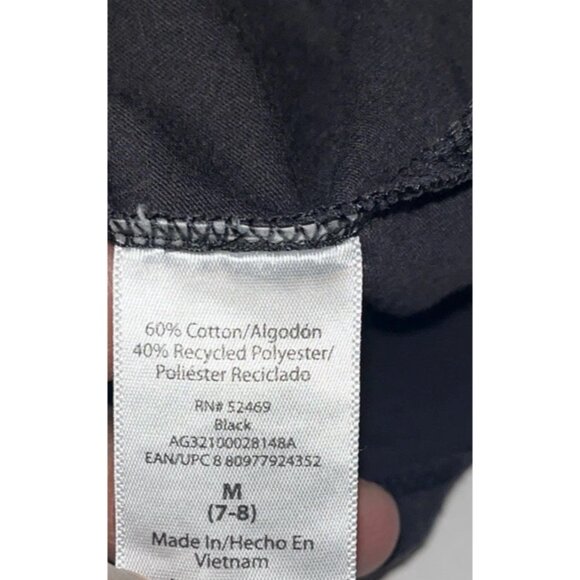 60% Cotton/Algodón
40% Recycled Polyester/
Poliéster Reciclado
RN# 52469
Black
AG32100028148A
EAN/UPC 8 80977924352
M
(7-8)
Made In/Hecho En
Vietnam